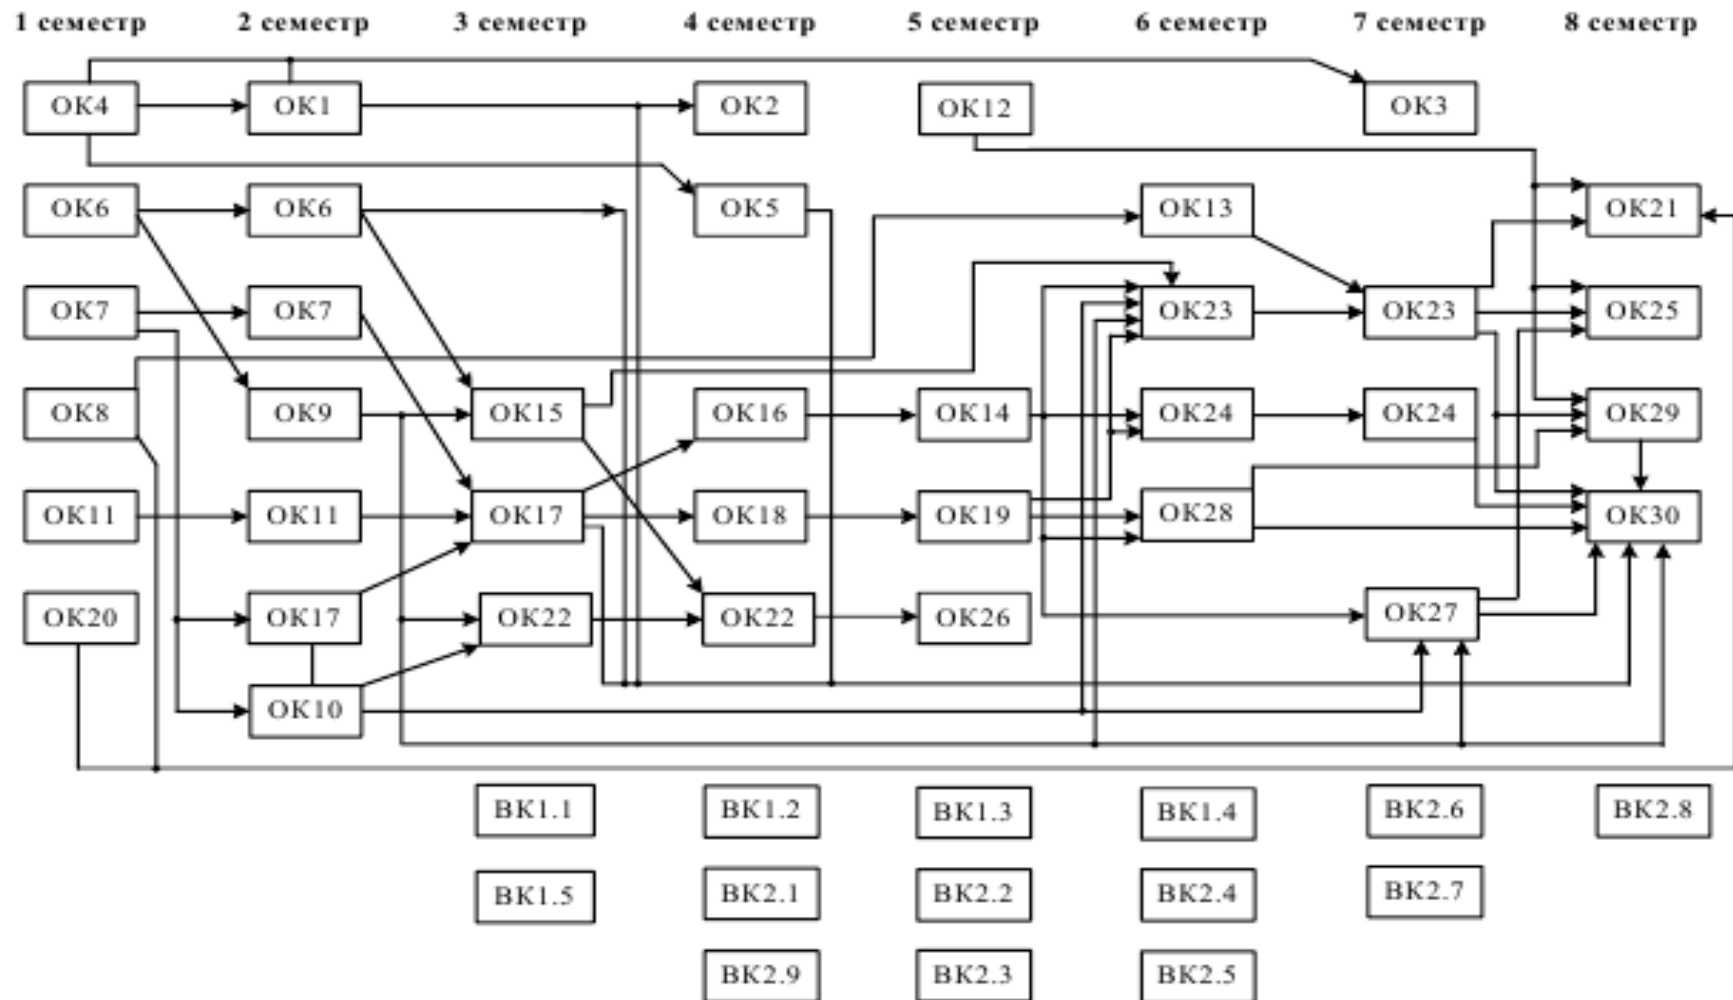 1 семестр 2 семестр 3 семестр 4 семестр 5 семестр 6 семестр 7 семестр 8 семестр
ОК4 ОК1 ОК2 ОК12 ОК3
ОК6 ОК6 ОК5 ОК13 ОК21
ОК7 ОК7 ОК23 ОК23 ОК25
ОК8 ОК9 ОК15 ОК16 ОК14 ОК24 ОК24 ОК29
ОК11 ОК11 ОК17 ОК18 ОК19 ОК28 ОК30
ОК20 ОК17 ОК22 ОК22 ОК26 ОК27
ОК10
ВК1.1 ВК1.2 ВК1.3 ВК1.4 ВК2.6 ВК2.8
ВК1.5 ВК2.1 ВК2.2 ВК2.4 ВК2.7
ВК2.9 ВК2.3 ВК2.5